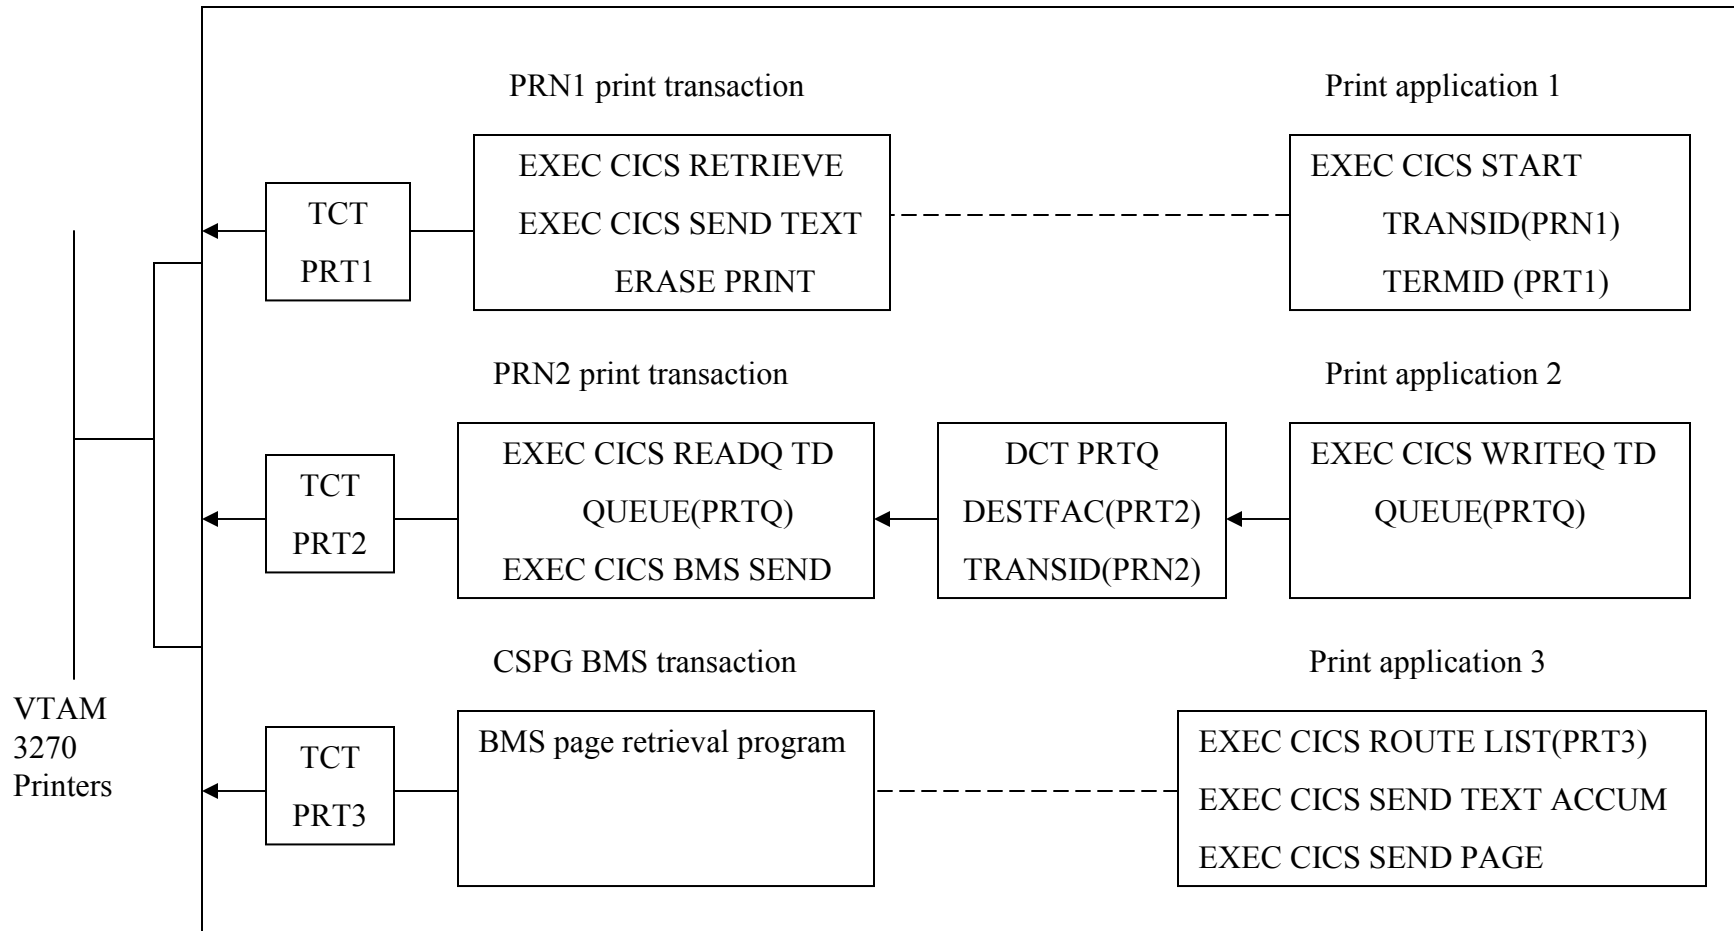 PRN1 print transaction
Print application 1
TCT
PRT1
EXEC CICS RETRIEVE
EXEC CICS SEND TEXT
ERASE PRINT
EXEC CICS START
TRANSID(PRN1)
TERMID (PRT1)
PRN2 print transaction
Print application 2
TCT
PRT2
EXEC CICS READQ TD
QUEUE(PRTQ)
EXEC CICS BMS SEND
DCT PRTQ
DESTFAC(PRT2)
TRANSID(PRN2)
EXEC CICS WRITEQ TD
QUEUE(PRTQ)
CSPG BMS transaction
Print application 3
VTAM
3270
Printers
TCT
PRT3
BMS page retrieval program
EXEC CICS ROUTE LIST(PRT3)
EXEC CICS SEND TEXT ACCUM
EXEC CICS SEND PAGE